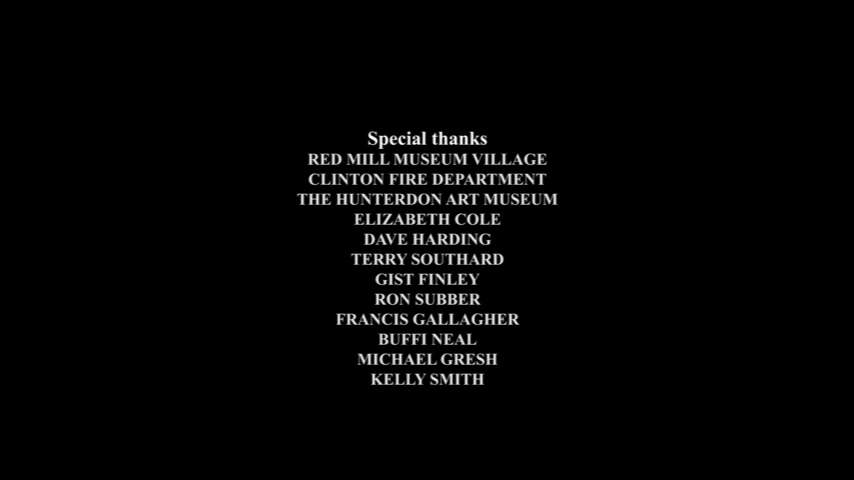 Special thanks
RED MILL MUSEUM VILLAGE
CLINTON FIRE DEPARTMENT
THE HUNTERDON ART MUSEUM
ELIZABETH COLE
DAVE HARDING
TERRY SOUTHARD
GIST FINLEY
RON SUBBER
FRANCIS GALLAGHER
BUFFI NEAL
MICHAEL GRESH
KELLY SMITH